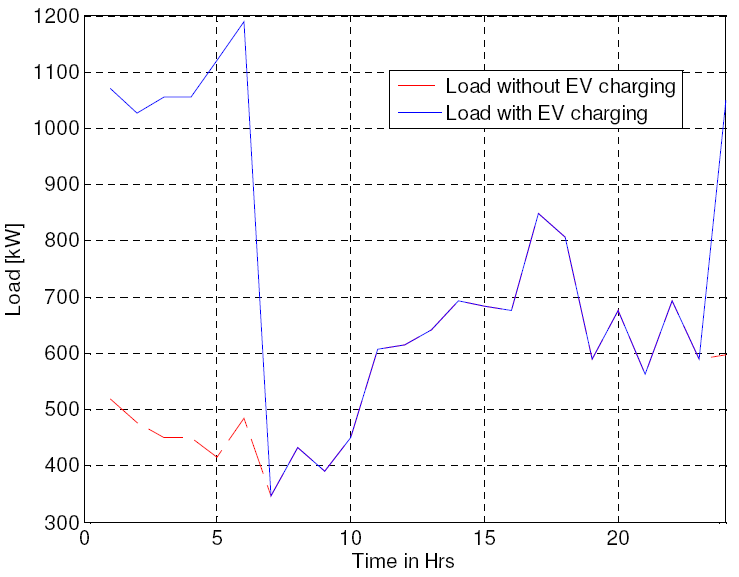 1200
1100
1000
900
800
700
600
500
400
300
Load [kW]
Load without EV charging
Load with EV charging
0 5 10 15 20
Time in Hrs